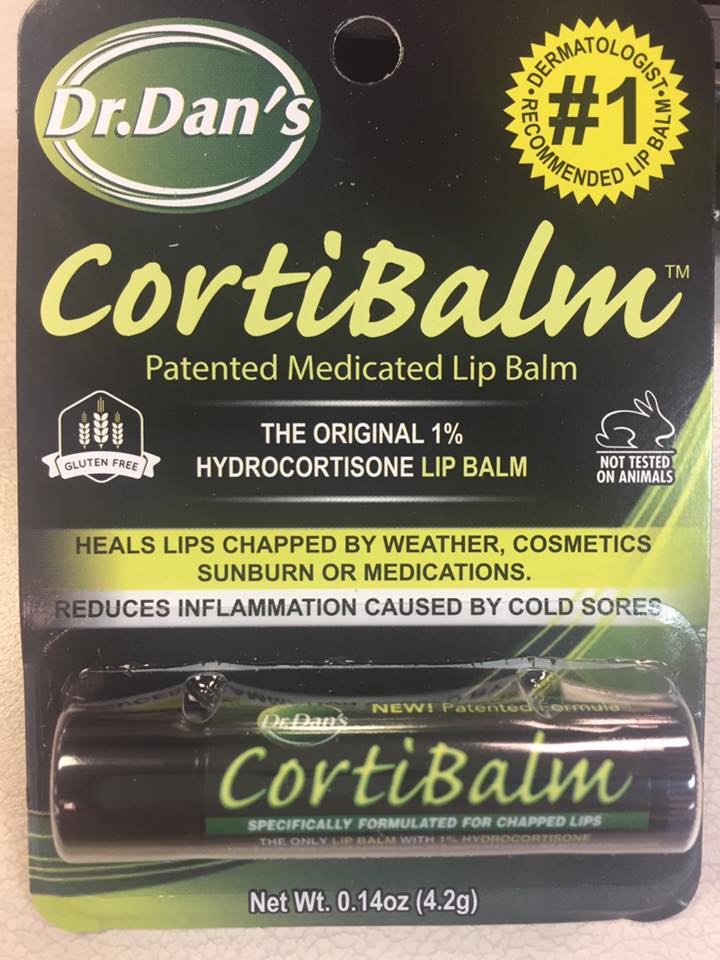 Dr.Dan's
•DERMATOLOGIST•
#1
RECOMMENDED LIP BALM
CortiBalm™
Patented Medicated Lip Balm
GLUTEN FREE
THE ORIGINAL 1%
HYDROCORTISONE LIP BALM
NOT TESTED
ON ANIMALS
HEALS LIPS CHAPPED BY WEATHER, COSMETICS
SUNBURN OR MEDICATIONS.
REDUCES INFLAMMATION CAUSED BY COLD SORES
NEW! Patented Formula
Dr.Dan's
CortiBalm
SPECIFICALLY FORMULATED FOR CHAPPED LIPS
THE ONLY LIP BALM WITH 1% HYDROCORTISONE
Net Wt. 0.14oz (4.2g)